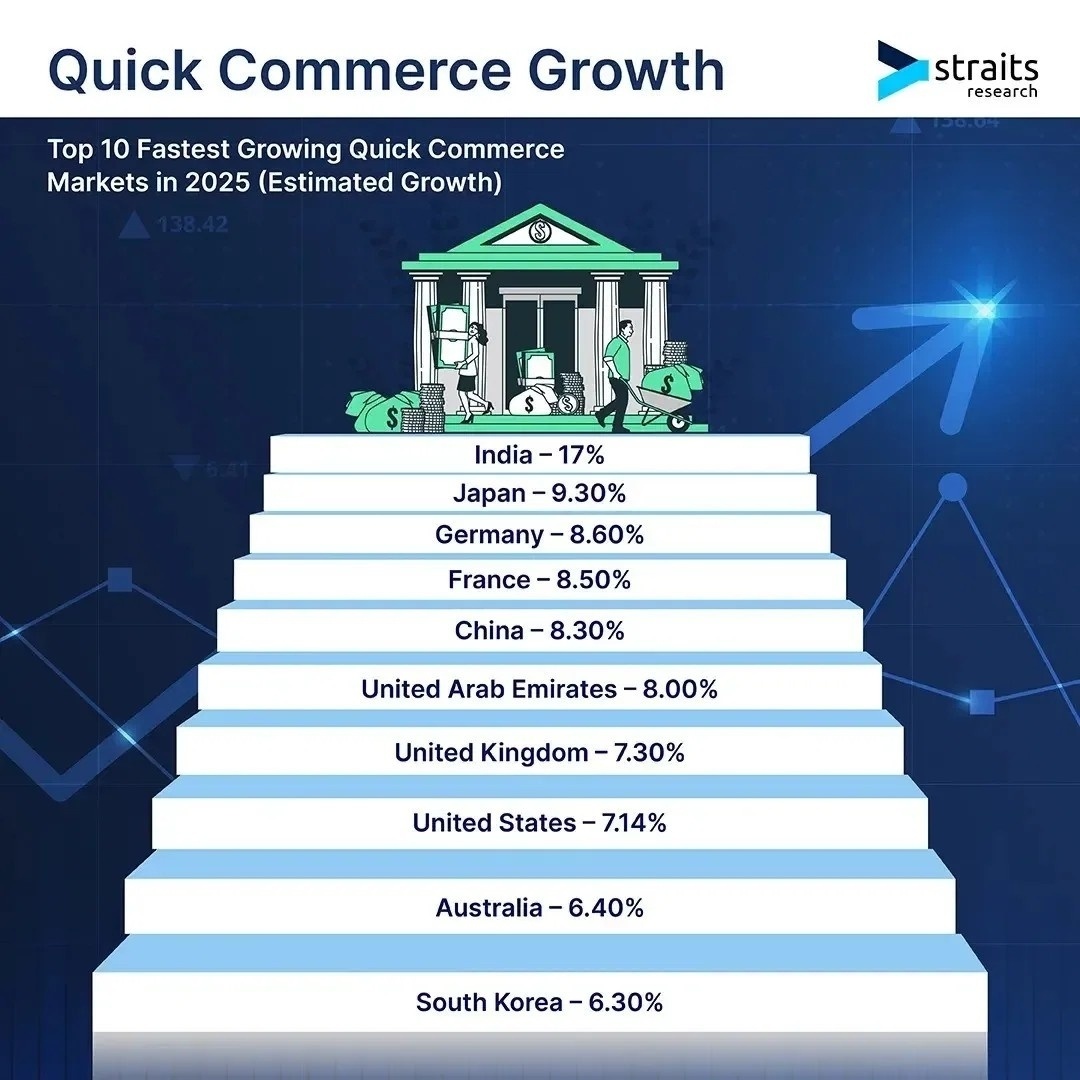 Quick Commerce Growth
straits
research
Top 10 Fastest Growing Quick Commerce
Markets in 2025 (Estimated Growth)
138.64
138.42
6.41
India – 17%
Japan – 9.30%
Germany – 8.60%
France – 8.50%
China – 8.30%
United Arab Emirates – 8.00%
United Kingdom – 7.30%
United States – 7.14%
Australia – 6.40%
South Korea – 6.30%